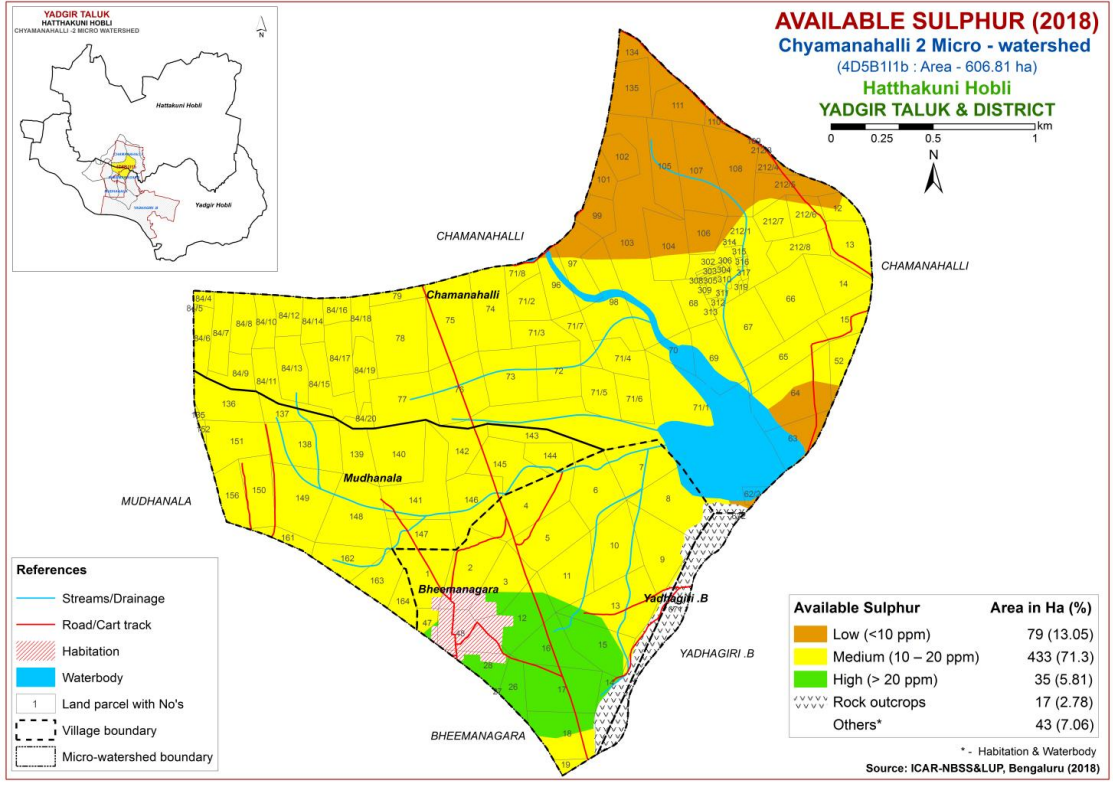 YADGIR TALUK
HATTHAKUNI HOBLI
CHYAMANAHALLI -2 MICRO WATERSHED
N
Hattakuni Hobli
Yadgir Hobli
AVAILABLE SULPHUR (2018)
Chyamanahalli 2 Micro - watershed
(4D5B1I1b : Area - 606.81 ha)
Hatthakuni Hobli
YADGIR TALUK & DISTRICT
km
0 0.25 0.5 1
N
134
135
111
110
102
105
107
108
212/4
212/5
101
99
103
104
106
12
212/7
212/6
212/1
212/8
13
314
315
302 306 316
317
319
312
313
14
15
CHAMANAHALLI
CHAMANAHALLI
97
96
98
68
66
67
65
52
64
63
69
70
71/8
71/2
71/3
71/7
71/4
71/5
71/6
71/1
72
73
74
75
76
77
78
79
Chamanahalli
84/4
84/5
84/6
84/7
84/8
84/10
84/12
84/14
84/16
84/18
84/9
84/11
84/13
84/15
84/17
84/19
84/20
136
137
138
139
140
141
142
143
144
145
146
147
148
149
150
151
156
161
162
163
164
Mudhanala
MUDHANALA
1
2
3
4
5
6
7
8
9
10
11
12
13
14
15
16
17
18
19
26
27
28
47
48
Bheemanagara
Yadhagiri .B
YADHAGIRI .B
BHEEMANAGARA
References
Streams/Drainage
Road/Cart track
Habitation
Waterbody
1 Land parcel with No's
Village boundary
Micro-watershed boundary
Available Sulphur Area in Ha (%)
Low (<10 ppm) 79 (13.05)
Medium (10 – 20 ppm) 433 (71.3)
High (> 20 ppm) 35 (5.81)
Rock outcrops 17 (2.78)
Others* 43 (7.06)
* - Habitation & Waterbody
Source: ICAR-NBSS&LUP, Bengaluru (2018)